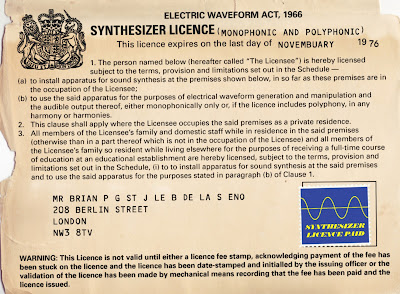 ELECTRIC WAVEFORM ACT, 1966
SYNTHESIZER LICENCE (MONOPHONIC AND POLYPHONIC)
This licence expires on the last day of NOVEMBUARY 1976
1. The person named below (hereafter called "The Licensee") is hereby licensed
subject to the terms, provision and limitations set out in the Schedule —
(a) to install apparatus for sound synthesis at the premises shown below, in so far as these premises are in
the occupation of the Licensee;
(b) to use the said apparatus for the purposes of electrical waveform generation and manipulation and
the audible output thereof, either monophonically only or, if the licence includes polyphony, in any
harmony or harmonies.
2. This clause shall apply where the Licensee occupies the said premises as a private residence.
3. All members of the Licensee's family and domestic staff while in residence in the said premises
(otherwise than in a part thereof which is not in the occupation of the Licensee) and all members of
the Licensee's family so resident while living elsewhere for the purposes of receiving a full-time course
of education at an educational establishment are hereby licensed, subject to the terms, provision and
limitations set out in the Schedule, (i) to to install apparatus for sound synthesis at the said premises
and to use the said apparatus for the purposes stated in paragraph (b) of Clause 1.
MR BRIAN P G ST J LE B DE LA S ENO
208 BERLIN STREET
LONDON
NW3 8TV
SYNTHESIZER
LICENCE PAID
WARNING: This Licence is not valid until either a licence fee stamp, acknowledging payment of the fee has
been stuck on the licence and the licence has been date-stamped and initialled by the issuing officer or the
validation of the licence has been made by mechanical means recording that the fee has been paid and the
licence issued.